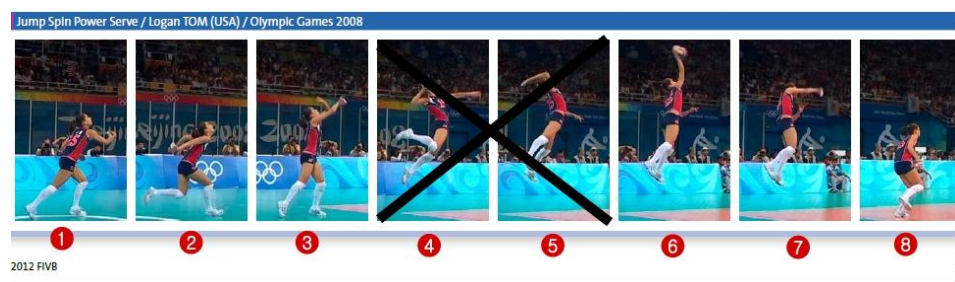 Jump Spin Power Serve / Logan TOM (USA) / Olympic Games 2008
1 2 3 4 5 6 7 8
2012 FIVB